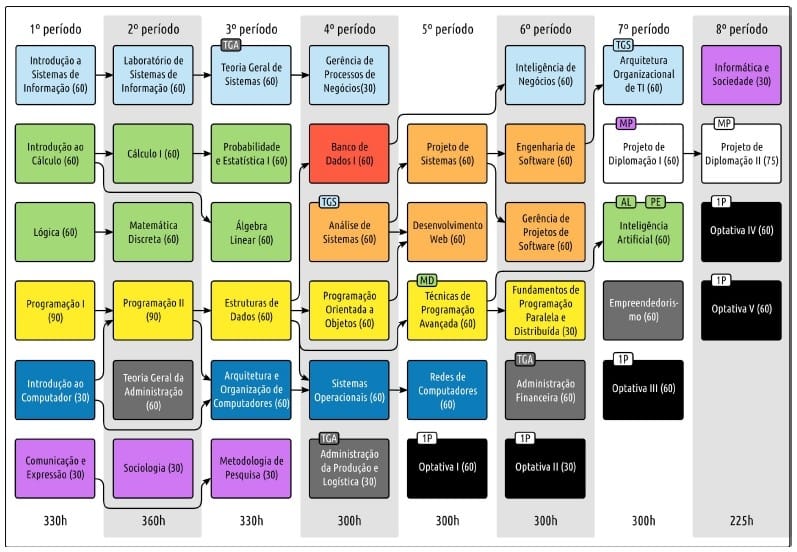 1º período
2º período
3º período
4º período
5º período
6º período
7º período
8º período
Introdução a
Sistemas de
Informação (60)
Laboratório de
Sistemas de
Informação (60)
TGA
Teoria Geral
de Sistemas (60)
Gerência de
Processos de
Negócios(30)
Inteligência de
Negócios (60)
TGS
Arquitetura
Organizacional
de TI (60)
Informática e
Sociedade (30)
Introdução ao
Cálculo (60)
Cálculo I (60)
Probabilidade
e Estatística I (60)
Banco de
Dados I (60)
Projeto de
Sistemas (60)
Engenharia de
Software (60)
MP
Projeto de
Diplomação I (60)
MP
Projeto de
Diplomação II (75)
Lógica (60)
Matemática
Discreta (60)
Álgebra
Linear (60)
TGS
Análise de
Sistemas (60)
Desenvolvimento
Web (60)
Gerência de
Projetos de
Software (60)
AL
PE
Inteligência
Artificial (60)
1P
Optativa IV (60)
Programação I
(90)
Programação II
(90)
Estruturas de
Dados (60)
Programação
Orientada a
Objetos (60)
MD
Técnicas de
Programação
Avançada (60)
Fundamentos de
Programação
Paralela e
Distribuída (30)
Empreendedoris-
mo (60)
1P
Optativa V (60)
Introdução ao
Computador (30)
Teoria Geral da
Administração
(60)
Arquitetura e
Organização de
Computadores (60)
Sistemas
Operacionais (60)
Redes de
Computadores
(60)
TGA
Administração
Financeira (60)
1P
Optativa III (60)
Comunicação e
Expressão (30)
Sociologia (30)
Metodologia de
Pesquisa (30)
TGA
Administração
da Produção e
Logística (30)
1P
Optativa I (60)
1P
Optativa II (30)
330h
360h
330h
300h
300h
300h
300h
225h